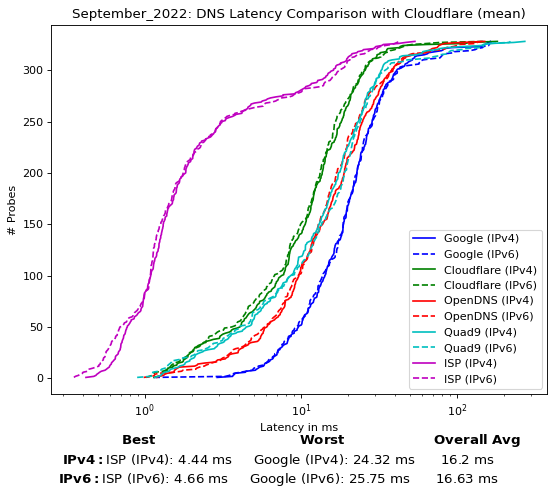 September_2022: DNS Latency Comparison with Cloudflare (mean)
# Probes
300
250
200
150
100
50
0
10^0 10^1 10^2
Latency in ms
Google (IPv4)
Google (IPv6)
Cloudflare (IPv4)
Cloudflare (IPv6)
OpenDNS (IPv4)
OpenDNS (IPv6)
Quad9 (IPv4)
Quad9 (IPv6)
ISP (IPv4)
ISP (IPv6)
Best Worst Overall Avg
IPv4: ISP (IPv4): 4.44 ms Google (IPv4): 24.32 ms 16.2 ms
IPv6: ISP (IPv6): 4.66 ms Google (IPv6): 25.75 ms 16.63 ms